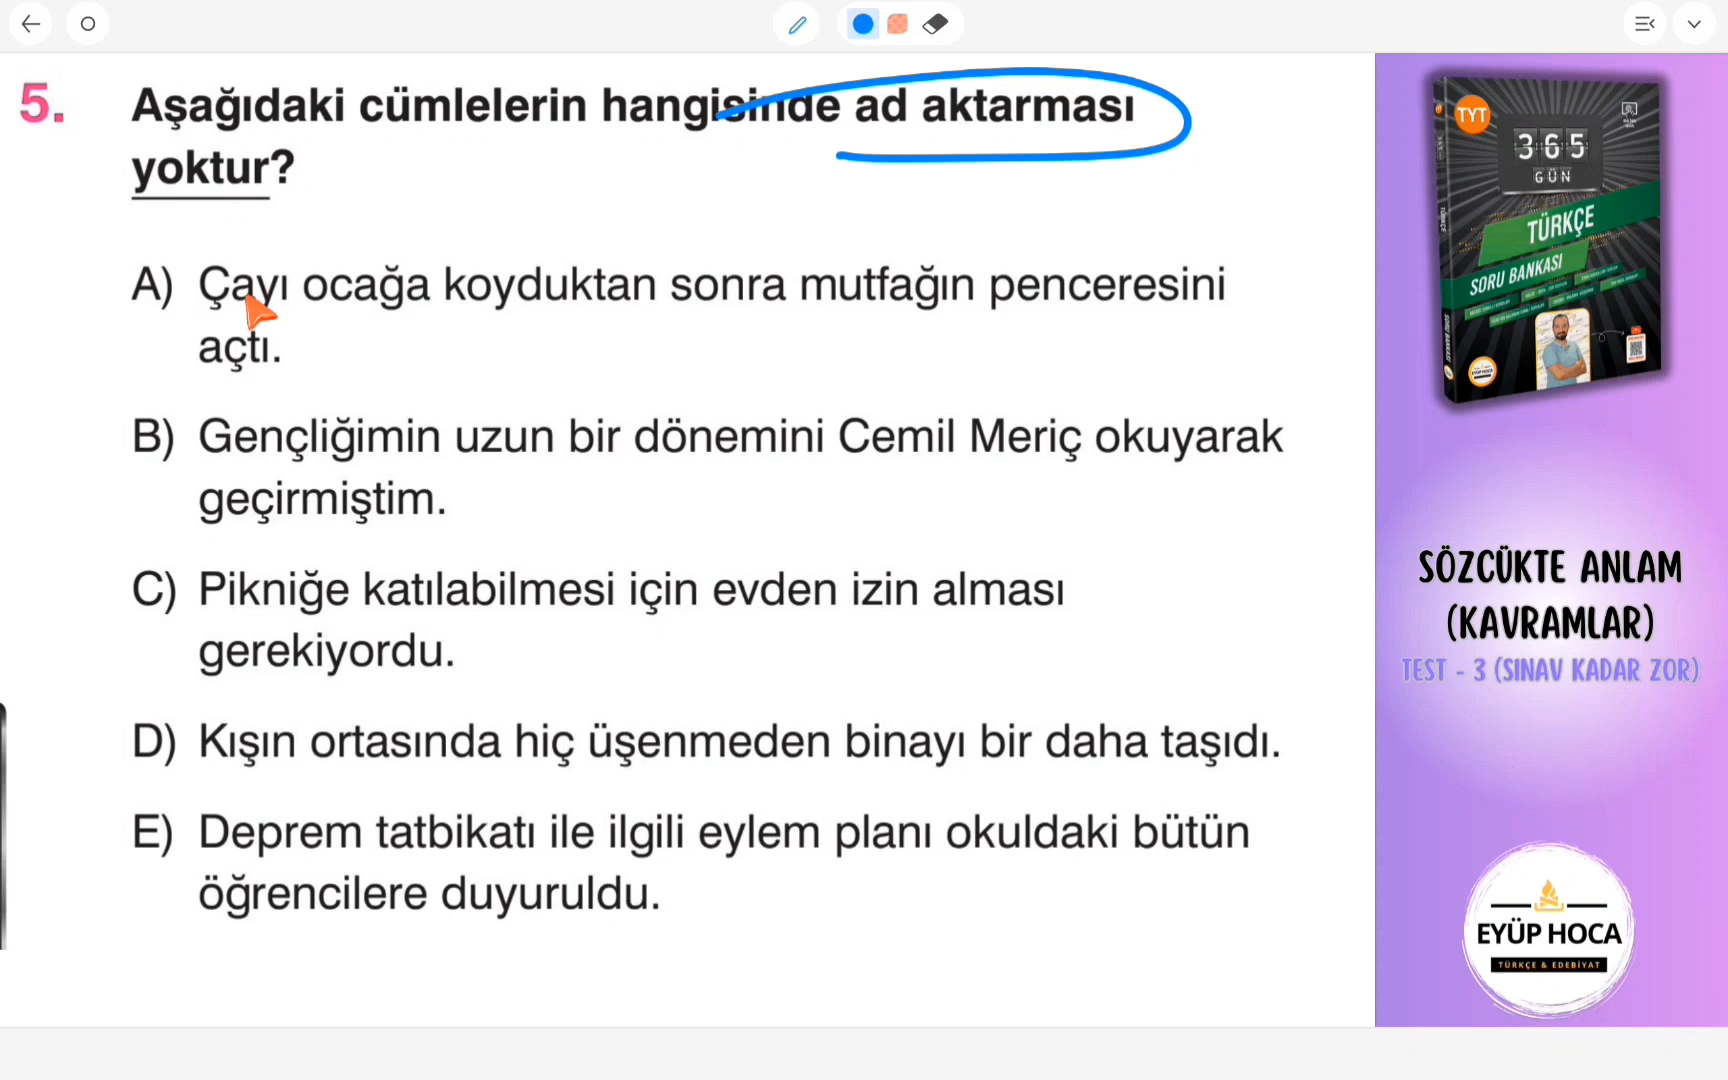 5. Aşağıdaki cümlelerin hangisinde ad aktarması
yoktur?
A) Çayı ocağa koyduktan sonra mutfağın penceresini
açtı.
B) Gençliğimin uzun bir dönemini Cemil Meriç okuyarak
geçirmiştim.
C) Pikniğe katılabilmesi için evden izin alması
gerekiyordu.
D) Kışın ortasında hiç üşenmeden binayı bir daha taşıdı.
E) Deprem tatbikatı ile ilgili eylem planı okuldaki bütün
öğrencilere duyuruldu.
TYT
365
GÜN
TÜRKÇE
SORU BANKASI
SÖZCÜKTE ANLAM
(KAVRAMLAR)
TEST - 3 (SINAV KADAR ZOR)
EYÜP HOCA
TÜRKÇE & EDEBİYAT